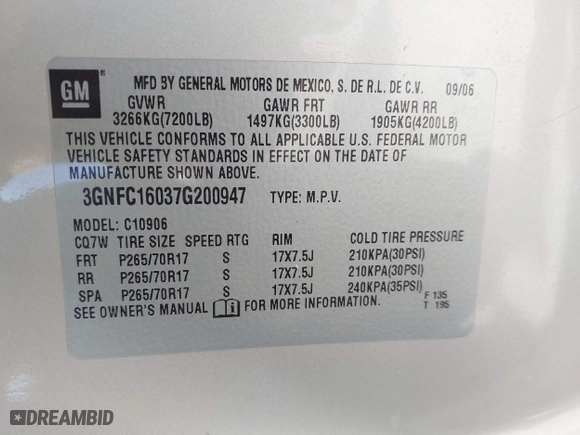 GM
MFD BY GENERAL MOTORS DE MEXICO, S. DE R.L. DE C.V. 09/06
GVWR GAWR FRT GAWR RR
3266KG(7200LB) 1497KG(3300LB) 1905KG(4200LB)
THIS VEHICLE CONFORMS TO ALL APPLICABLE U.S. FEDERAL MOTOR
VEHICLE SAFETY STANDARDS IN EFFECT ON THE DATE OF
MANUFACTURE SHOWN ABOVE.
3GNFC16037G200947 TYPE: M.P.V.
MODEL: C10906
CQ7W TIRE SIZE SPEED RTG RIM COLD TIRE PRESSURE
FRT P265/70R17 S 17X7.5J 210KPA(30PSI)
RR P265/70R17 S 17X7.5J 210KPA(30PSI)
SPA P265/70R17 S 17X7.5J 240KPA(35PSI)
SEE OWNER'S MANUAL FOR MORE INFORMATION.
F 135
T 195
DREAMBID